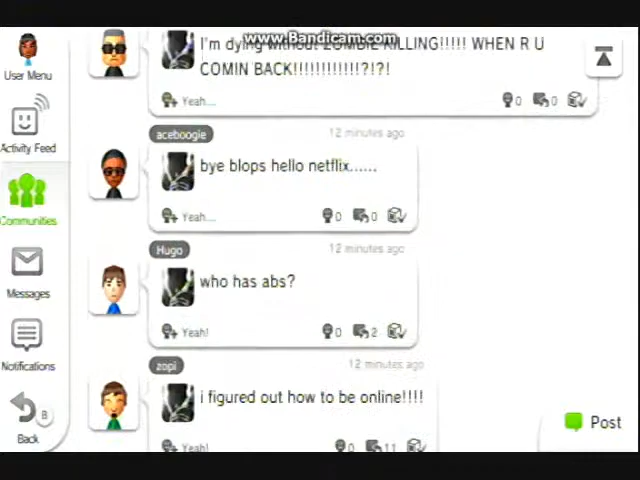 www.Bandicam.com
I'm dying without ZOMBIE KILLING!!!!! WHEN R U
COMIN BACK!!!!!!!!!!!!?!?!
Yeah...
0
0
User Menu
Activity Feed
Communities
Messages
Notifications
B
Back
aceboogie
12 minutes ago
bye blops hello netflix......
Yeah...
0
0
Hugo
12 minutes ago
who has abs?
Yeah!
0
2
zopi
12 minutes ago
i figured out how to be online!!!!
Yeah!
0
11
Post